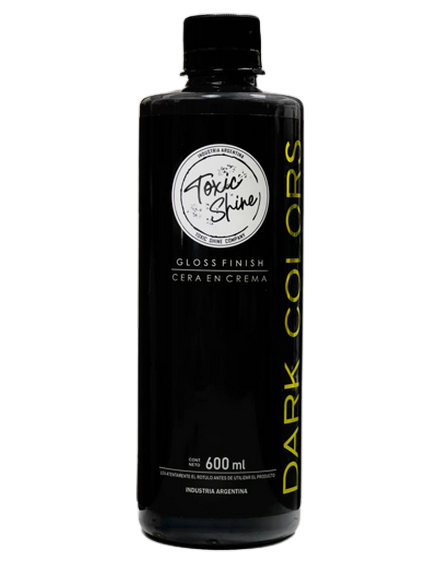 INDUSTRIA ARGENTINA
Toxic
Shine
TOXIC SHINE COMPANY
GLOSS FINISH
CERA EN CREMA
DARK COLORS
CONT
NETO
600 ml
LEA ATENTAMENTE EL ROTULO ANTES DE UTILIZAR EL PRODUCTO
INDUSTRIA ARGENTINA